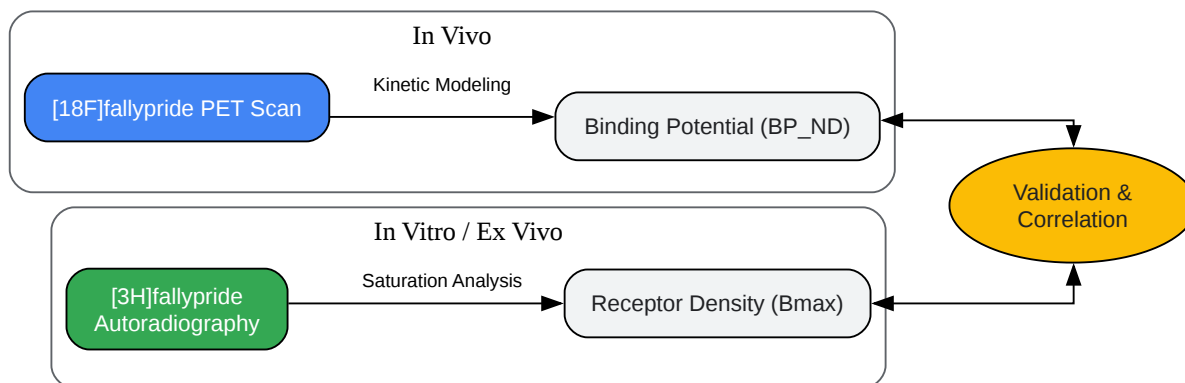 In Vivo
Kinetic Modeling
[18F]fallypride PET Scan
Binding Potential (BP_ND)
Validation &
Correlation
In Vitro / Ex Vivo
Saturation Analysis
[3H]fallypride
Autoradiography
Receptor Density (Bmax)